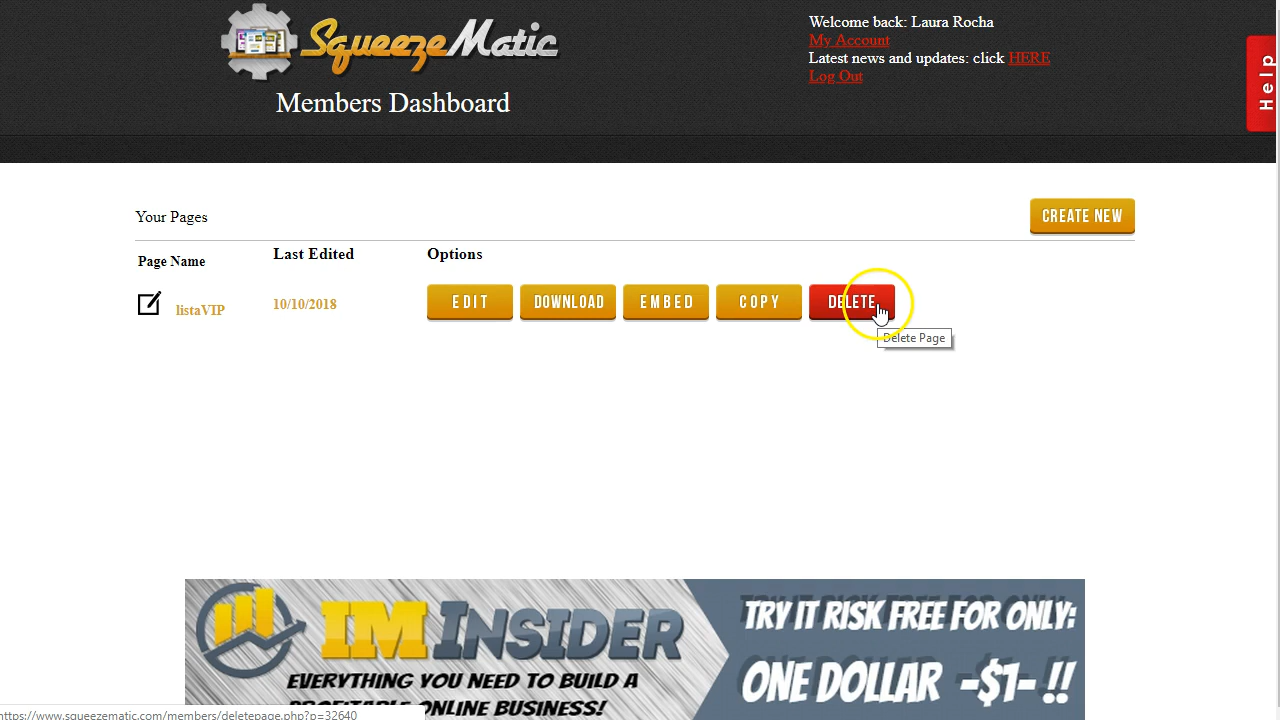 SqueezeMatic
Members Dashboard
Welcome back: Laura Rocha
My Account
Latest news and updates: click HERE
Log Out
Help
Your Pages
CREATE NEW
Page Name
Last Edited
Options
listaVIP
10/10/2018
EDIT
DOWNLOAD
EMBED
COPY
DELETE
Delete Page
IM INSIDER
EVERYTHING YOU NEED TO BUILD A
PROFITABLE ONLINE BUSINESS!
TRY IT RISK FREE FOR ONLY:
ONE DOLLAR -$1- !!
https://www.squeezematic.com/members/deletepage.php?p=32640